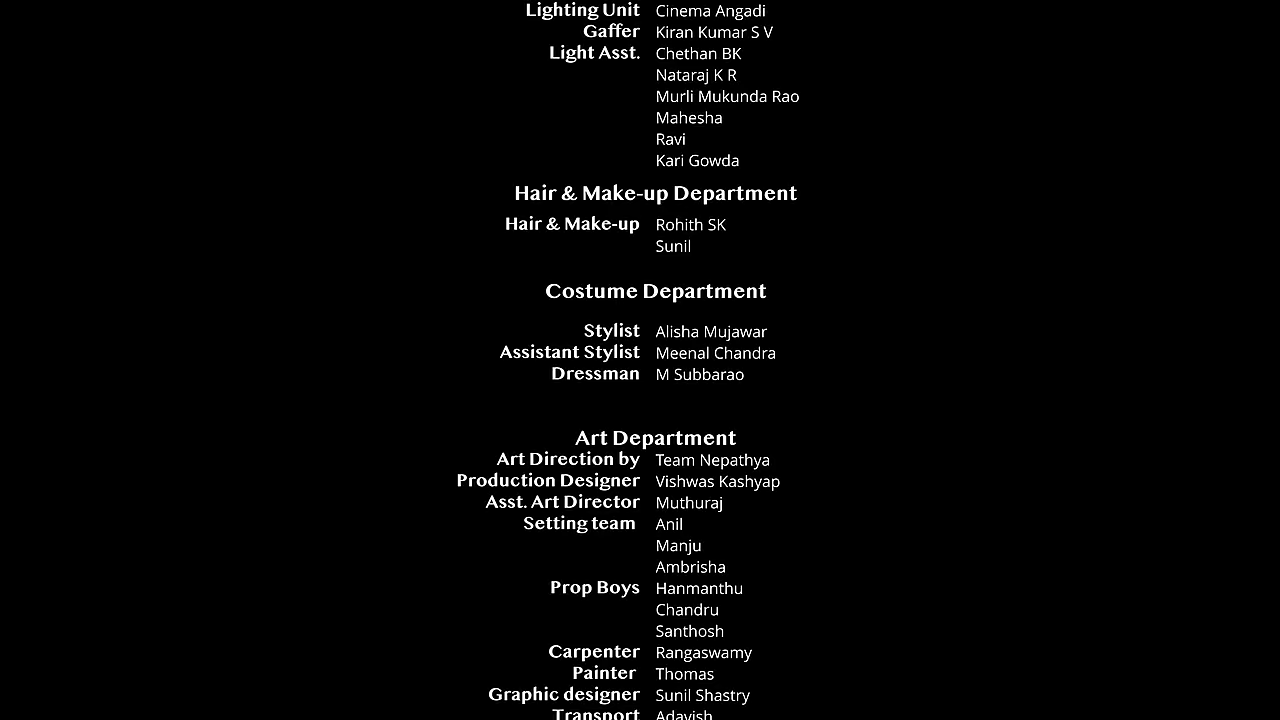 Lighting Unit Cinema Angadi
Gaffer Kiran Kumar S V
Light Asst. Chethan BK
Nataraj K R
Murli Mukunda Rao
Mahesha
Ravi
Kari Gowda
Hair & Make-up Department
Hair & Make-up Rohith SK
Sunil
Costume Department
Stylist Alisha Mujawar
Assistant Stylist Meenal Chandra
Dressman M Subbarao
Art Department
Art Direction by Team Nepathya
Production Designer Vishwas Kashyap
Asst. Art Director Muthuraj
Setting team Anil
Manju
Ambrisha
Prop Boys Hanmanthu
Chandru
Santhosh
Carpenter Rangaswamy
Painter Thomas
Graphic designer Sunil Shastry
Transport Adavish